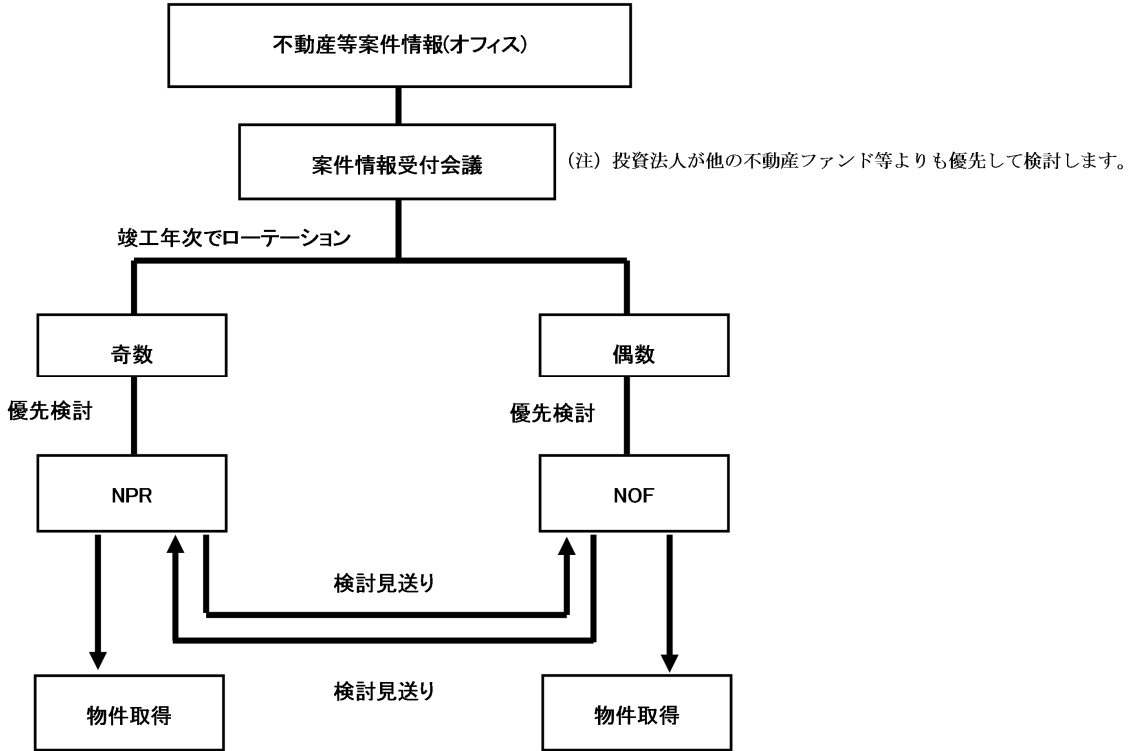 不動産等案件情報(オフィス)
案件情報受付会議
（注）投資法人が他の不動産ファンド等よりも優先して検討します。
竣工年次でローテーション
奇数
偶数
優先検討
優先検討
NPR
NOF
検討見送り
検討見送り
物件取得
物件取得